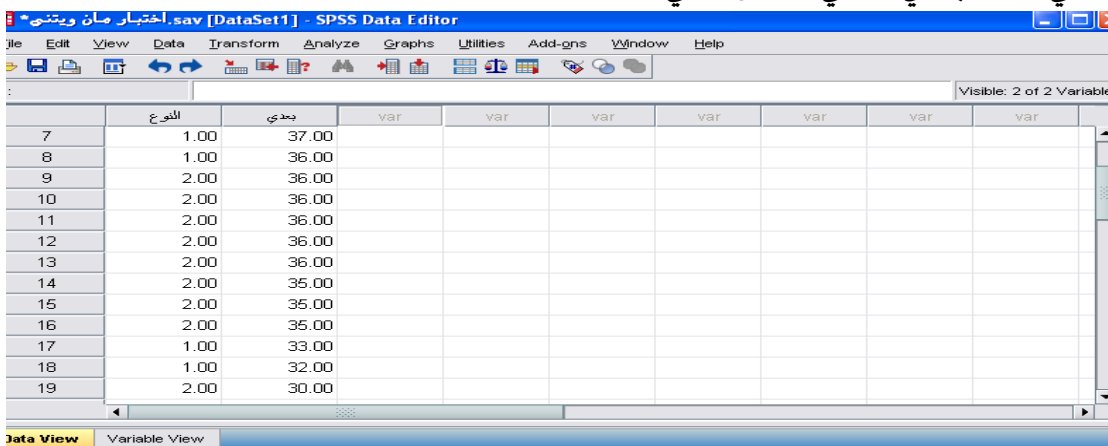 *أختبار مان ويتني.sav [DataSet1] - SPSS Data Editor
Edit View Data Transform Analyze Graphs Utilities Add-ons Window Help
Visible: 2 of 2 Variable
النوع بعدي var var var var var var var
7 1.00 37.00
8 1.00 36.00
9 2.00 36.00
10 2.00 36.00
11 2.00 36.00
12 2.00 36.00
13 2.00 36.00
14 2.00 35.00
15 2.00 35.00
16 2.00 35.00
17 1.00 33.00
18 1.00 32.00
19 2.00 30.00
Data View Variable View